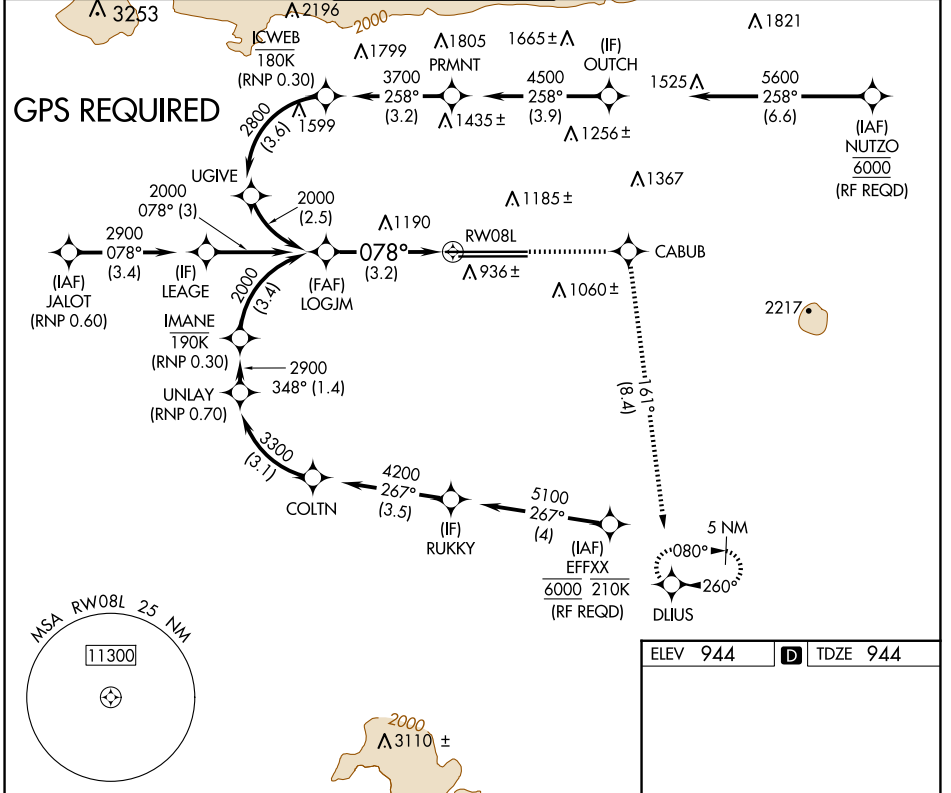 3253
2196
2000
1821
ICWEB
180K
(RNP 0.30)
1799
1805
PRMNT
1665±
(IF)
OUTCH
GPS REQUIRED
3700
258°
(3.2)
4500
258°
(3.9)
1525
5600
258°
(6.6)
2800
(3.6)
1599
1435±
1256±
(IAF)
NUTZO
6000
(RF REQD)
UGIVE
2000
078° (3)
2000
(2.5)
1185±
1367
2900
078°
(3.4)
1190
078°
(3.2)
RW08L
CABUB
(IAF)
JALOT
(RNP 0.60)
(IF)
LEAGE
(FAF)
LOGJM
936±
1060±
2000
(3.4)
2217
IMANE
190K
(RNP 0.30)
2900
348° (1.4)
UNLAY
(RNP 0.70)
161°
(8.4)
3300
(3.1)
COLTN
4200
267°
(3.5)
(IF)
RUKKY
5100
267°
(4)
(IAF)
EFFXX
6000 210K
(RF REQD)
5 NM
080°
260°
DLIUS
MSA RW08L 25 NM
11300
ELEV 944 D TDZE 944
2000
3110 ±